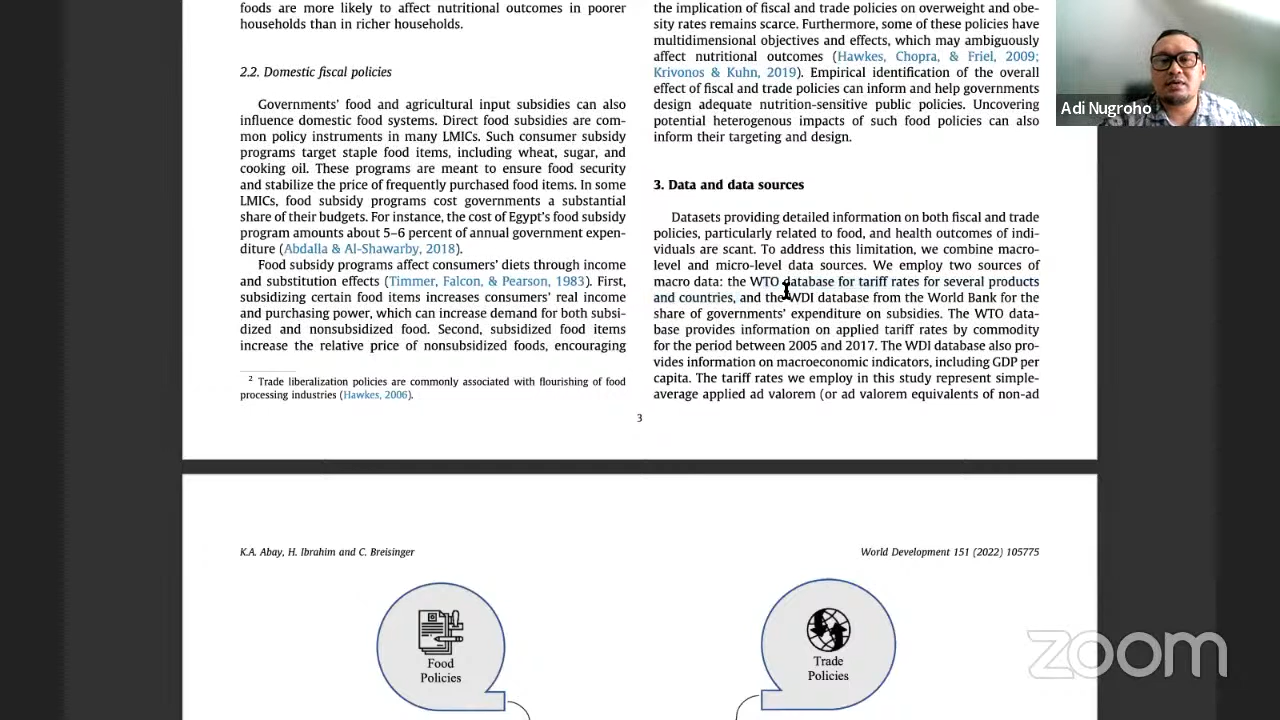 foods are more likely to affect nutritional outcomes in poorer
households than in richer households.
2.2. Domestic fiscal policies
Governments' food and agricultural input subsidies can also
influence domestic food systems. Direct food subsidies are com-
mon policy instruments in many LMICs. Such consumer subsidy
programs target staple food items, including wheat, sugar, and
cooking oil. These programs are meant to ensure food security
and stabilize the price of frequently purchased food items. In some
LMICs, food subsidy programs cost governments a substantial
share of their budgets. For instance, the cost of Egypt's food subsidy
program amounts about 5–6 percent of annual government expen-
diture (Abdalla & Al-Shawarby, 2018).
Food subsidy programs affect consumers' diets through income
and substitution effects (Timmer, Falcon, & Pearson, 1983). First,
subsidizing certain food items increases consumers' real income
and purchasing power, which can increase demand for both subsi-
dized and nonsubsidized food. Second, subsidized food items
increase the relative price of nonsubsidized foods, encouraging
2 Trade liberalization policies are commonly associated with flourishing of food
processing industries (Hawkes, 2006).
the implication of fiscal and trade policies on overweight and obe-
sity rates remains scarce. Furthermore, some of these policies have
multidimensional objectives and effects, which may ambiguously
affect nutritional outcomes (Hawkes, Chopra, & Friel, 2009;
Krivonos & Kuhn, 2019). Empirical identification of the overall
effect of fiscal and trade policies can inform and help governments
design adequate nutrition-sensitive public policies. Uncovering
potential heterogenous impacts of such food policies can also
inform their targeting and design.
3. Data and data sources
Datasets providing detailed information on both fiscal and trade
policies, particularly related to food, and health outcomes of indi-
viduals are scant. To address this limitation, we combine macro-
level and micro-level data sources. We employ two sources of
macro data: the WTO database for tariff rates for several products
and countries, and the WDI database from the World Bank for the
share of governments' expenditure on subsidies. The WTO data-
base provides information on applied tariff rates by commodity
for the period between 2005 and 2017. The WDI database also pro-
vides information on macroeconomic indicators, including GDP per
capita. The tariff rates we employ in this study represent simple-
average applied ad valorem (or ad valorem equivalents of non-ad
3
K.A. Abay, H. Ibrahim and C. Breisinger
World Development 151 (2022) 105775
Food
Policies
Trade
Policies
Adi Nugroho
zoom